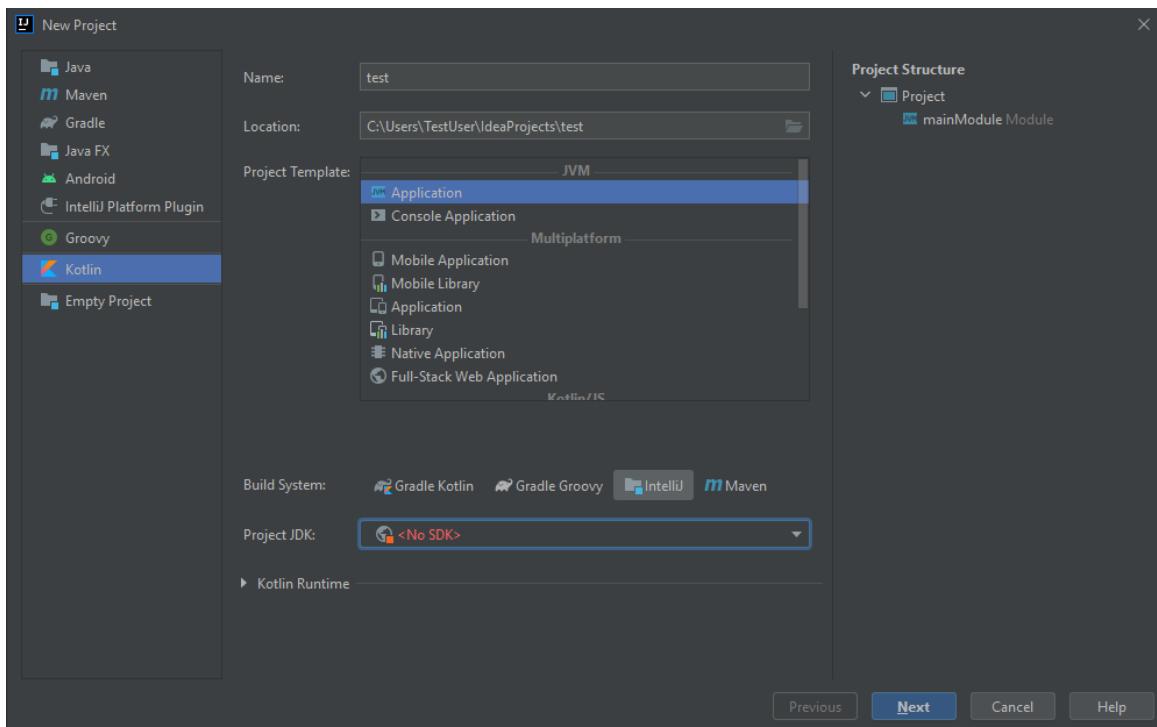 New Project
Java
Maven
Gradle
Java FX
Android
IntelliJ Platform Plugin
Groovy
Kotlin
Empty Project
Name: test
Location: C:\Users\TestUser\IdeaProjects\test
Project Template:
JVM
Application
Console Application
Multiplatform
Mobile Application
Mobile Library
Application
Library
Native Application
Full-Stack Web Application
Kotlin/JS
Build System: Gradle Kotlin Gradle Groovy IntelliJ Maven
Project JDK: <No SDK>
Kotlin Runtime
Project Structure
Project
mainModule Module
Previous Next Cancel Help